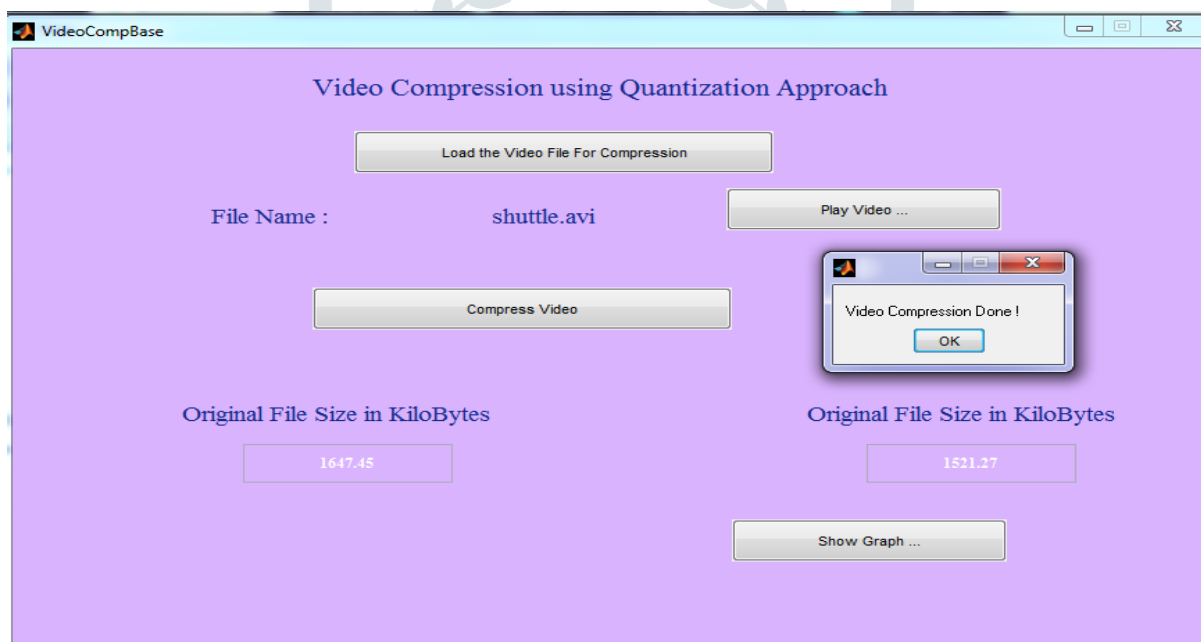 VideoCompBase
Video Compression using Quantization Approach
Load the Video File For Compression
File Name :
shuttle.avi
Play Video ...
Compress Video
Video Compression Done !
OK
Original File Size in KiloBytes
Original File Size in KiloBytes
1647.45
1521.27
Show Graph ...